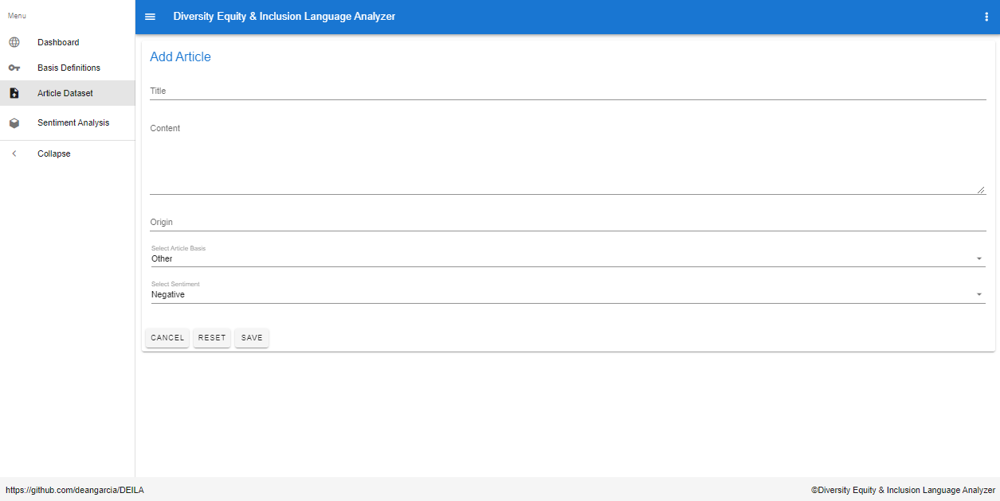 Menu
Dashboard
Basis Definitions
Article Dataset
Sentiment Analysis
Collapse
Diversity Equity & Inclusion Language Analyzer
Add Article
Title
Content
Origin
Select Article Basis
Other
Select Sentiment
Negative
CANCEL RESET SAVE
https://github.com/deangarcia/DEILA
©Diversity Equity & Inclusion Language Analyzer